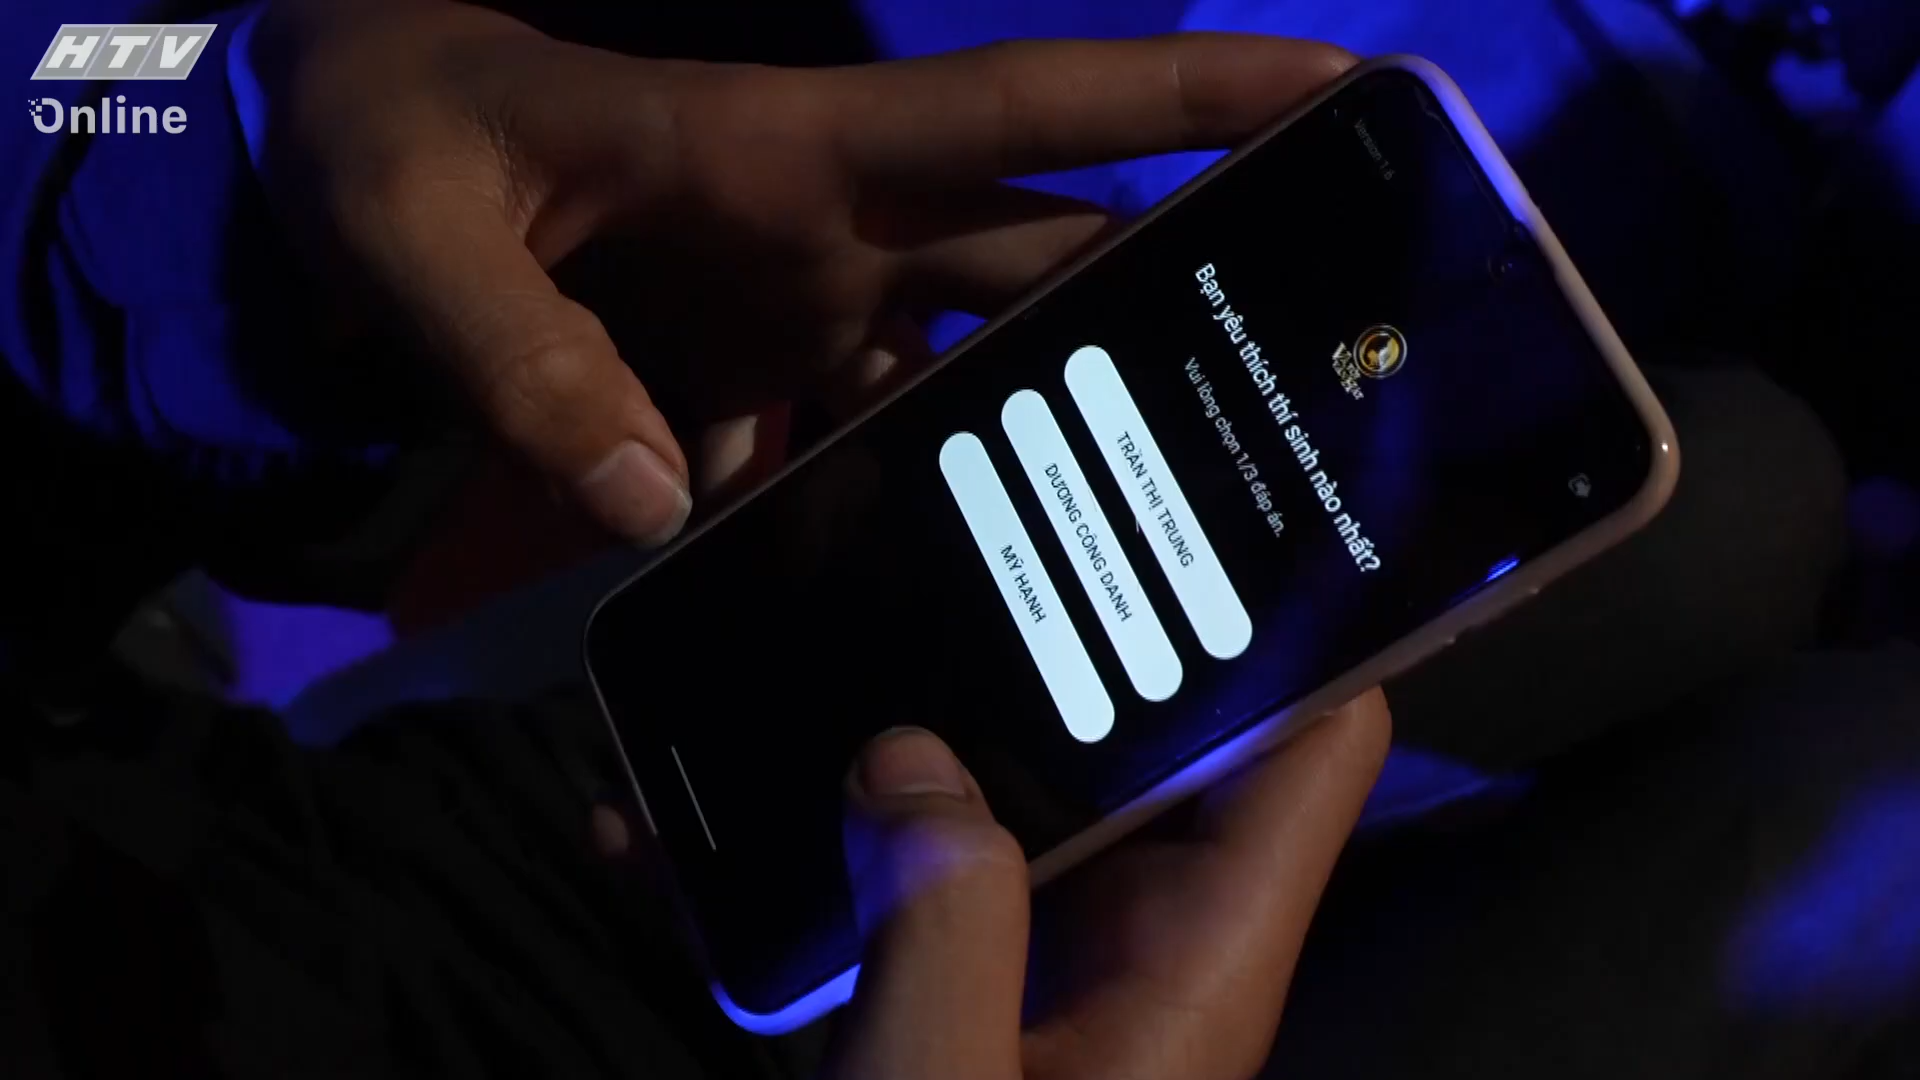 HTV
Online
Version 1.6
Bạn yêu thích thí sinh nào nhất?
Vui lòng chọn 1/3 đáp án.
TRẦN THỊ TRUNG
DƯƠNG CÔNG DANH
MỸ HẠNH